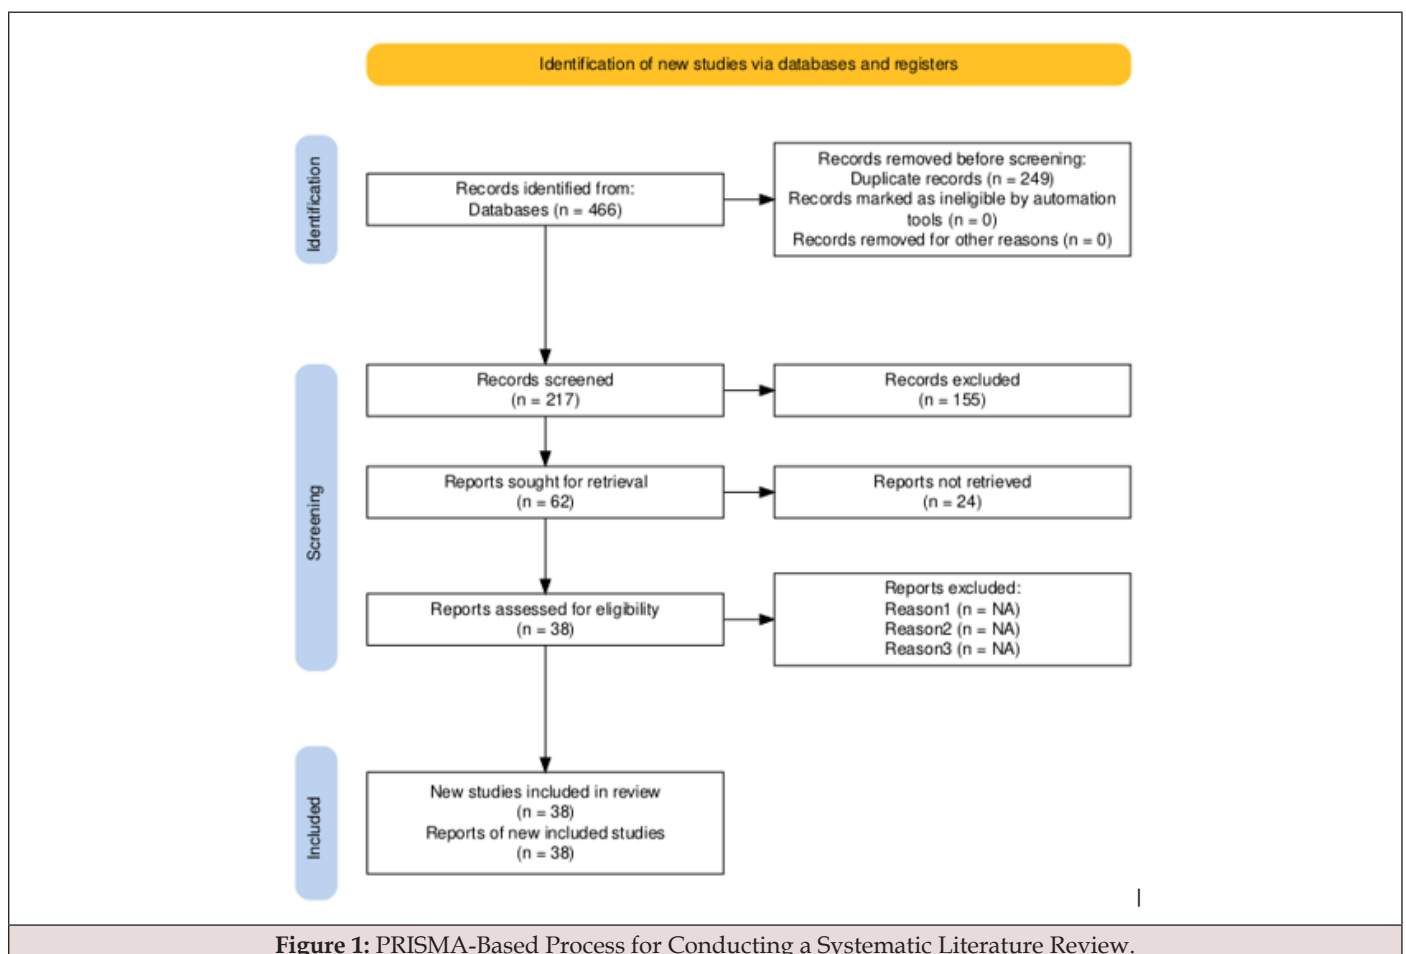 Identification of new studies via databases and registers
Identification
Records identified from:
Databases (n = 466)
Records removed before screening:
Duplicate records (n = 249)
Records marked as ineligible by automation
tools (n = 0)
Records removed for other reasons (n = 0)
Screening
Records screened
(n = 217)
Records excluded
(n = 155)
Reports sought for retrieval
(n = 62)
Reports not retrieved
(n = 24)
Reports assessed for eligibility
(n = 38)
Reports excluded:
Reason1 (n = NA)
Reason2 (n = NA)
Reason3 (n = NA)
Included
New studies included in review
(n = 38)
Reports of new included studies
(n = 38)
Figure 1: PRISMA-Based Process for Conducting a Systematic Literature Review.